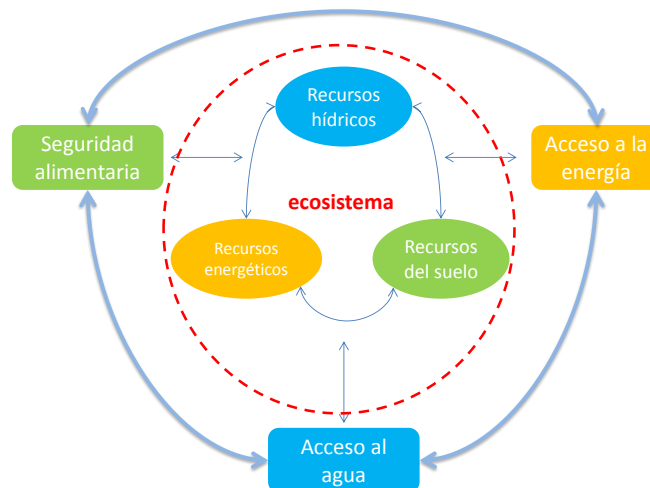 Recursos
hídricos
Seguridad
alimentaria
Acceso a la
energía
ecosistema
Recursos
energéticos
Recursos
del suelo
Acceso al
agua